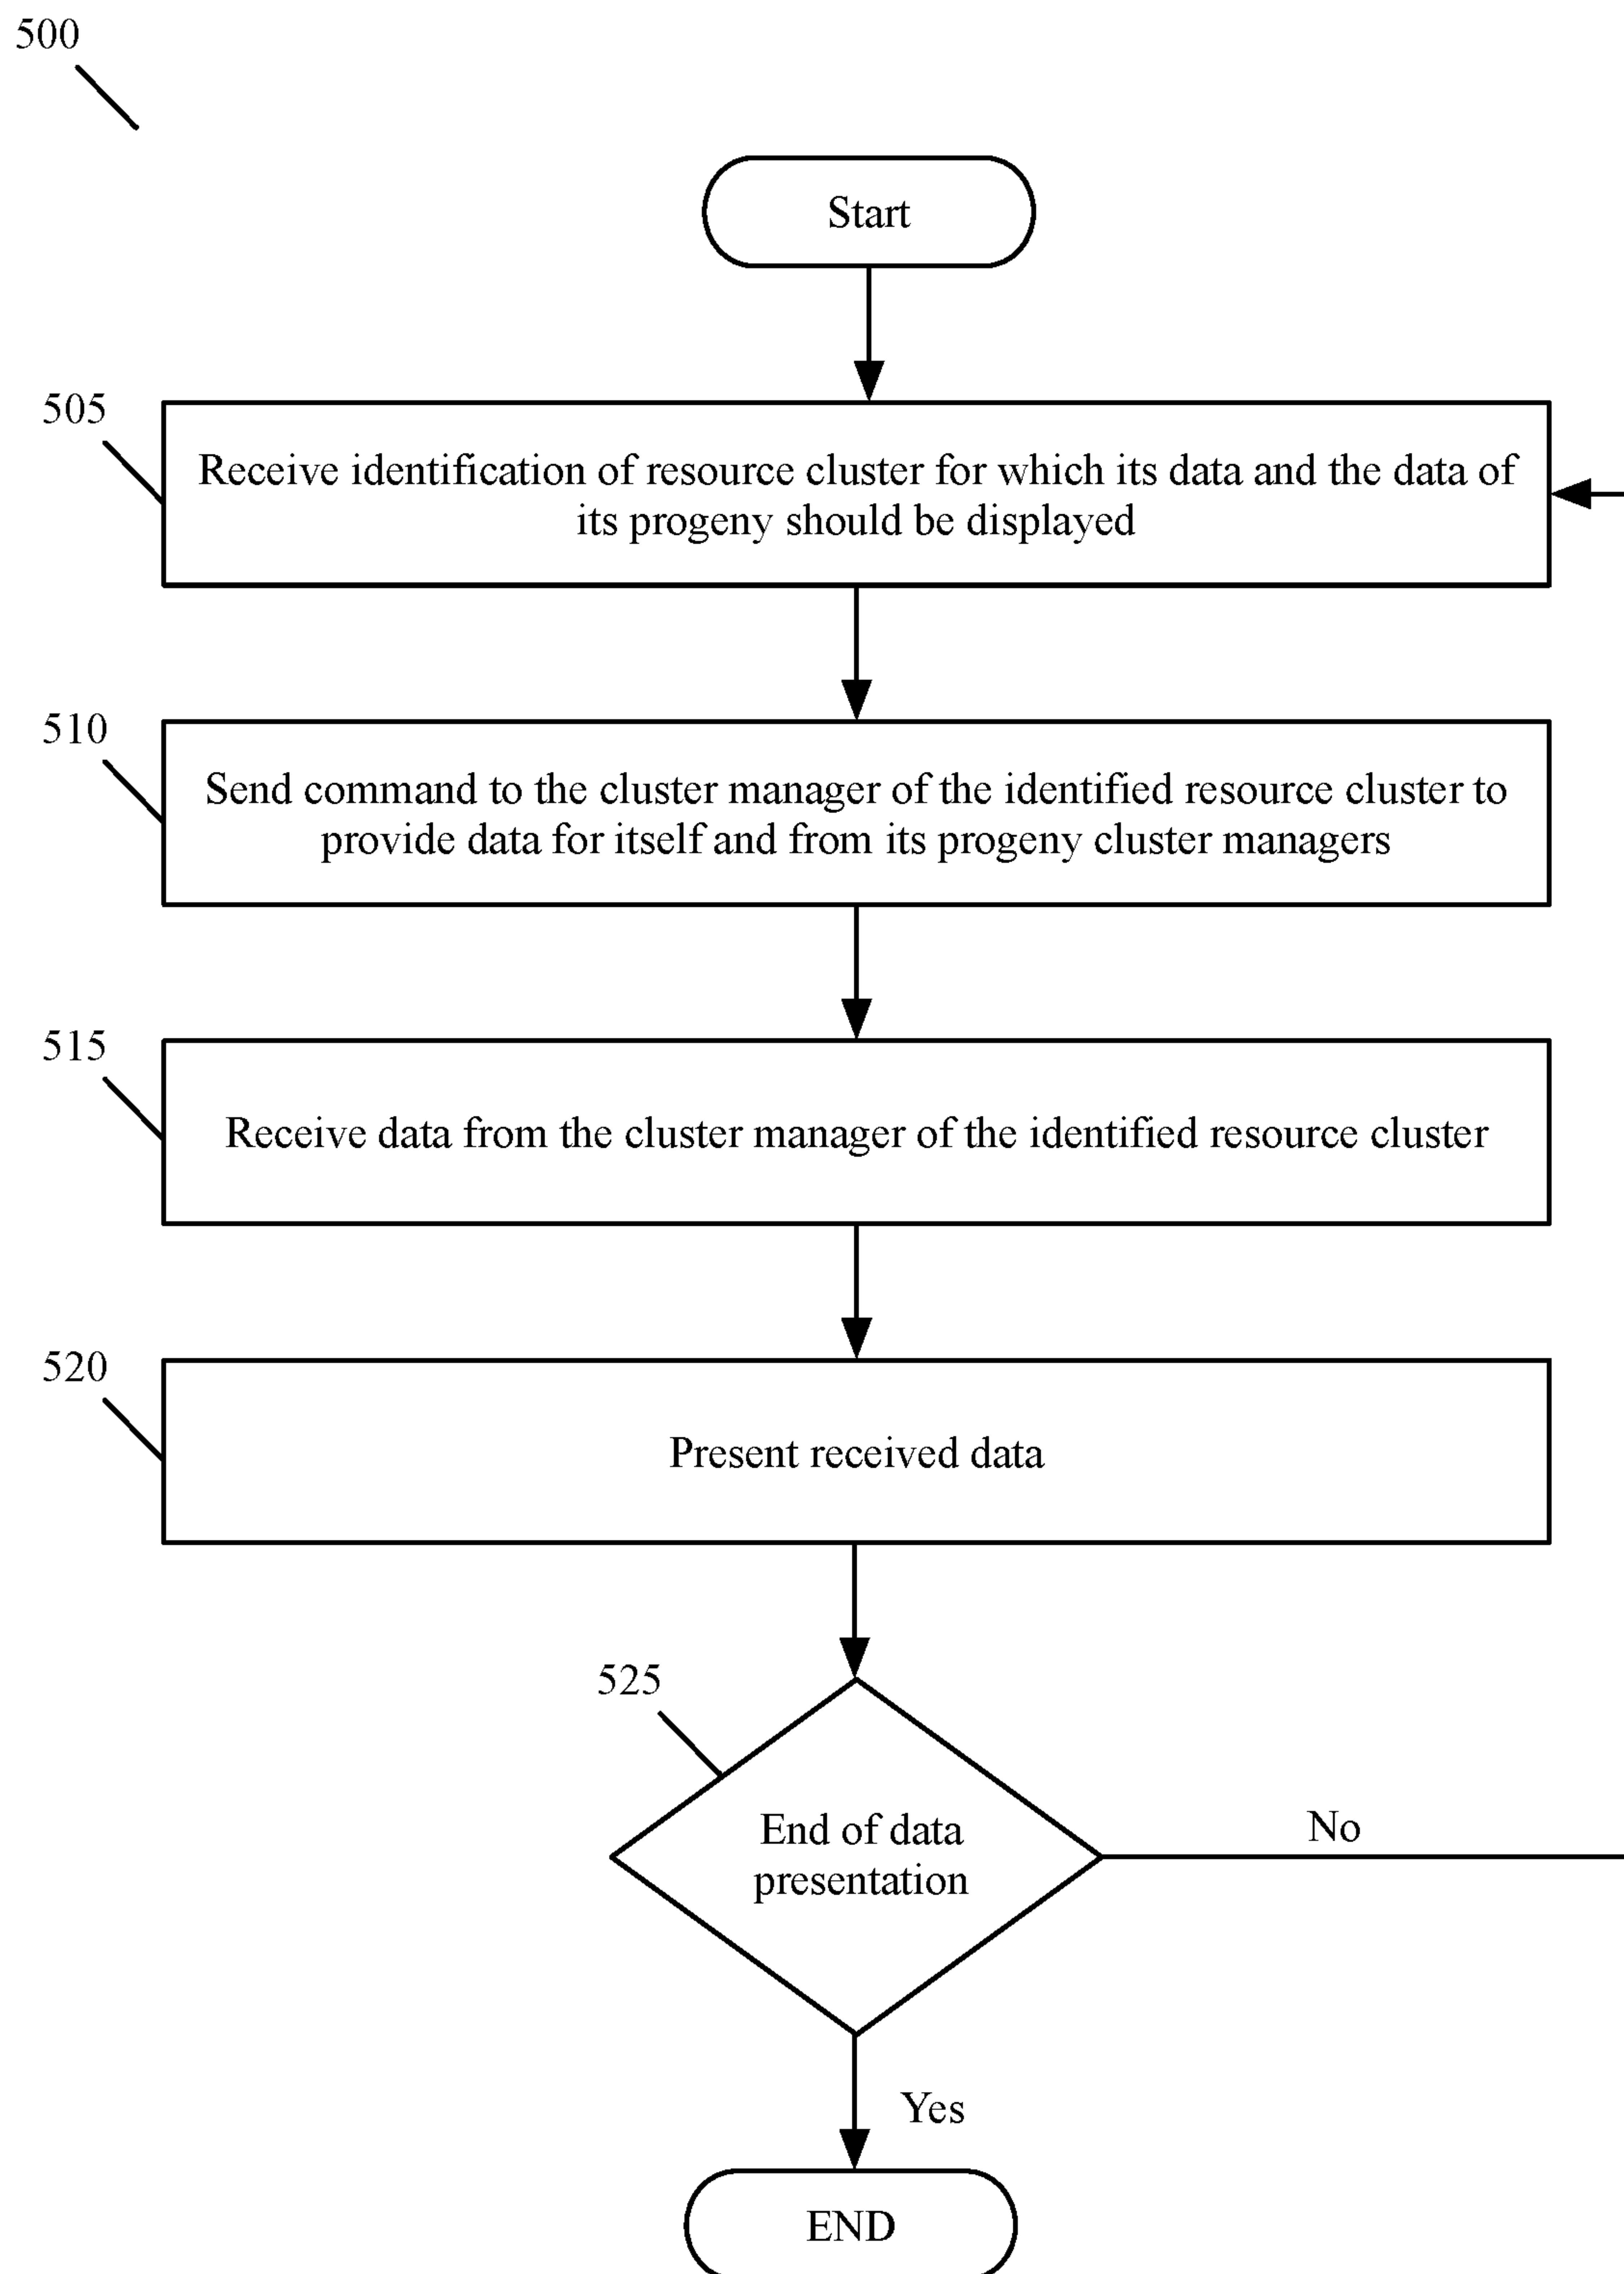 500
Start
505
Receive identification of resource cluster for which its data and the data of
its progeny should be displayed
510
Send command to the cluster manager of the identified resource cluster to
provide data for itself and from its progeny cluster managers
515
Receive data from the cluster manager of the identified resource cluster
520
Present received data
525
End of data
presentation
No
Yes
END